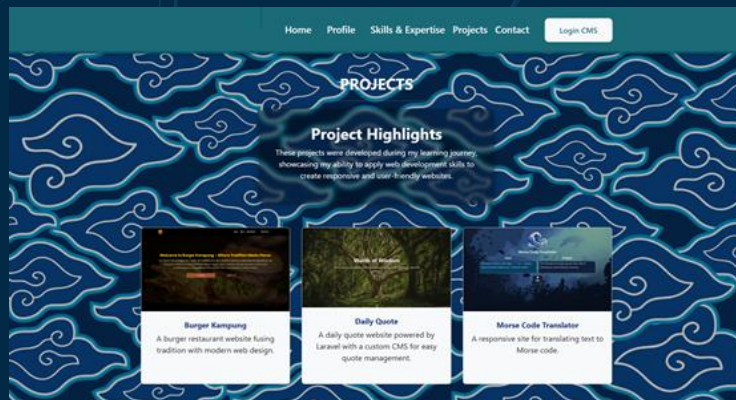 Home Profile Skills & Expertise Projects Contact Login CMS
PROJECTS
Project Highlights
These projects were developed during my learning journey,
showcasing my ability to apply web development skills to
create responsive and user-friendly websites.
Burger Kampung
A burger restaurant website fusing
tradition with modern web design.
Daily Quote
A daily quote website powered by
Laravel with a custom CMS for easy
quote management.
Morse Code Translator
A responsive site for translating text to
Morse code.